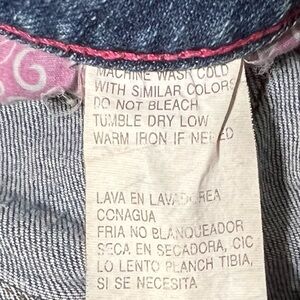 MACHINE WASH COLD
WITH SIMILAR COLORS
DO NOT BLEACH
TUMBLE DRY LOW
WARM IRON IF NEEDED
LAVA EN LAVADOREA
CONAGUA
FRIA NO BLANQUEADOR
SECA EN SECADORA, CIC
LO LENTO BLANCH TIBIA,
SI SE NECESITA